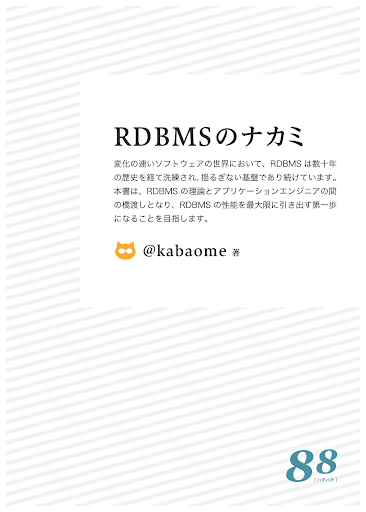 RDBMSのナカミ
変化の速いソフトウェアの世界において、RDBMS は数十年
の歴史を経て洗練され、揺るぎない基盤であり続けています。
本書は、RDBMS の理論とアプリケーションエンジニアの間
の橋渡しとなり、RDBMS の性能を最大限に引き出す第一歩
になることを目指します。
@kabaome 著
88
[ハチハチ]